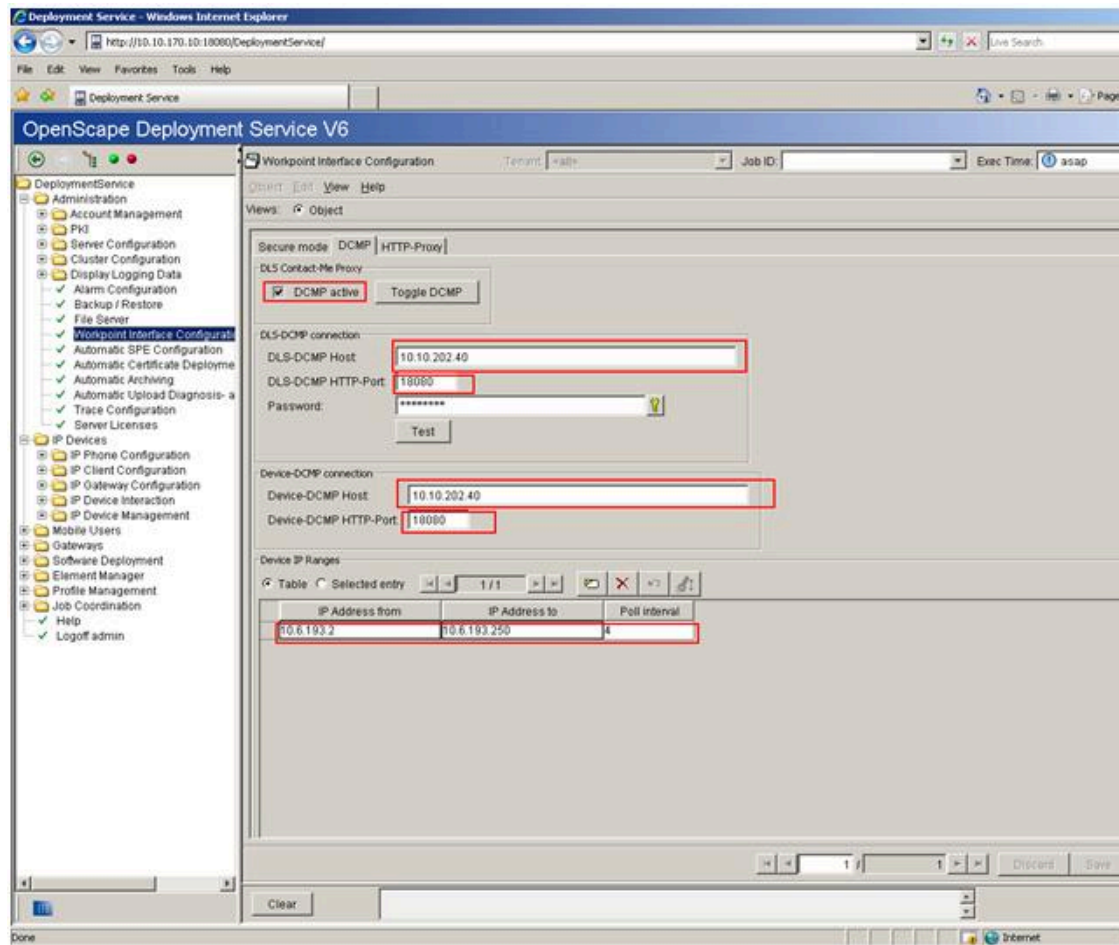 Deployment Service - Windows Internet Explorer
http://10.10.170.10:18080/DeploymentService/
Live Search
File Edit View Favorites Tools Help
Deployment Service
Page
OpenScape Deployment Service V6
Workpoint Interface Configuration Tenant: <all> Job ID: Exec Time: asap
Object Edit View Help
Views: Object
DeploymentService
Administration
Account Management
PKI
Server Configuration
Cluster Configuration
Display Logging Data
Alarm Configuration
Backup / Restore
File Server
Workpoint Interface Configurati
Automatic SPE Configuration
Automatic Certificate Deployme
Automatic Archiving
Automatic Upload Diagnosis- a
Trace Configuration
Server Licenses
IP Devices
IP Phone Configuration
IP Client Configuration
IP Gateway Configuration
IP Device Interaction
IP Device Management
Mobile Users
Gateways
Software Deployment
Element Manager
Profile Management
Job Coordination
Help
Logoff admin
Secure mode DCMP HTTP-Proxy
DLS Contact-Me Proxy
DCMP active Toggle DCMP
DLS-DCMP connection
DLS-DCMP Host: 10.10.202.40
DLS-DCMP HTTP-Port: 18080
Password: ********
Test
Device-DCMP connection
Device-DCMP Host: 10.10.202.40
Device-DCMP HTTP-Port: 18080
Device IP Ranges
Table Selected entry 1 / 1
IP Address from IP Address to Poll interval
10.6.193.2 10.6.193.250 4
1 / 1 Discard Save
Clear
Done Internet